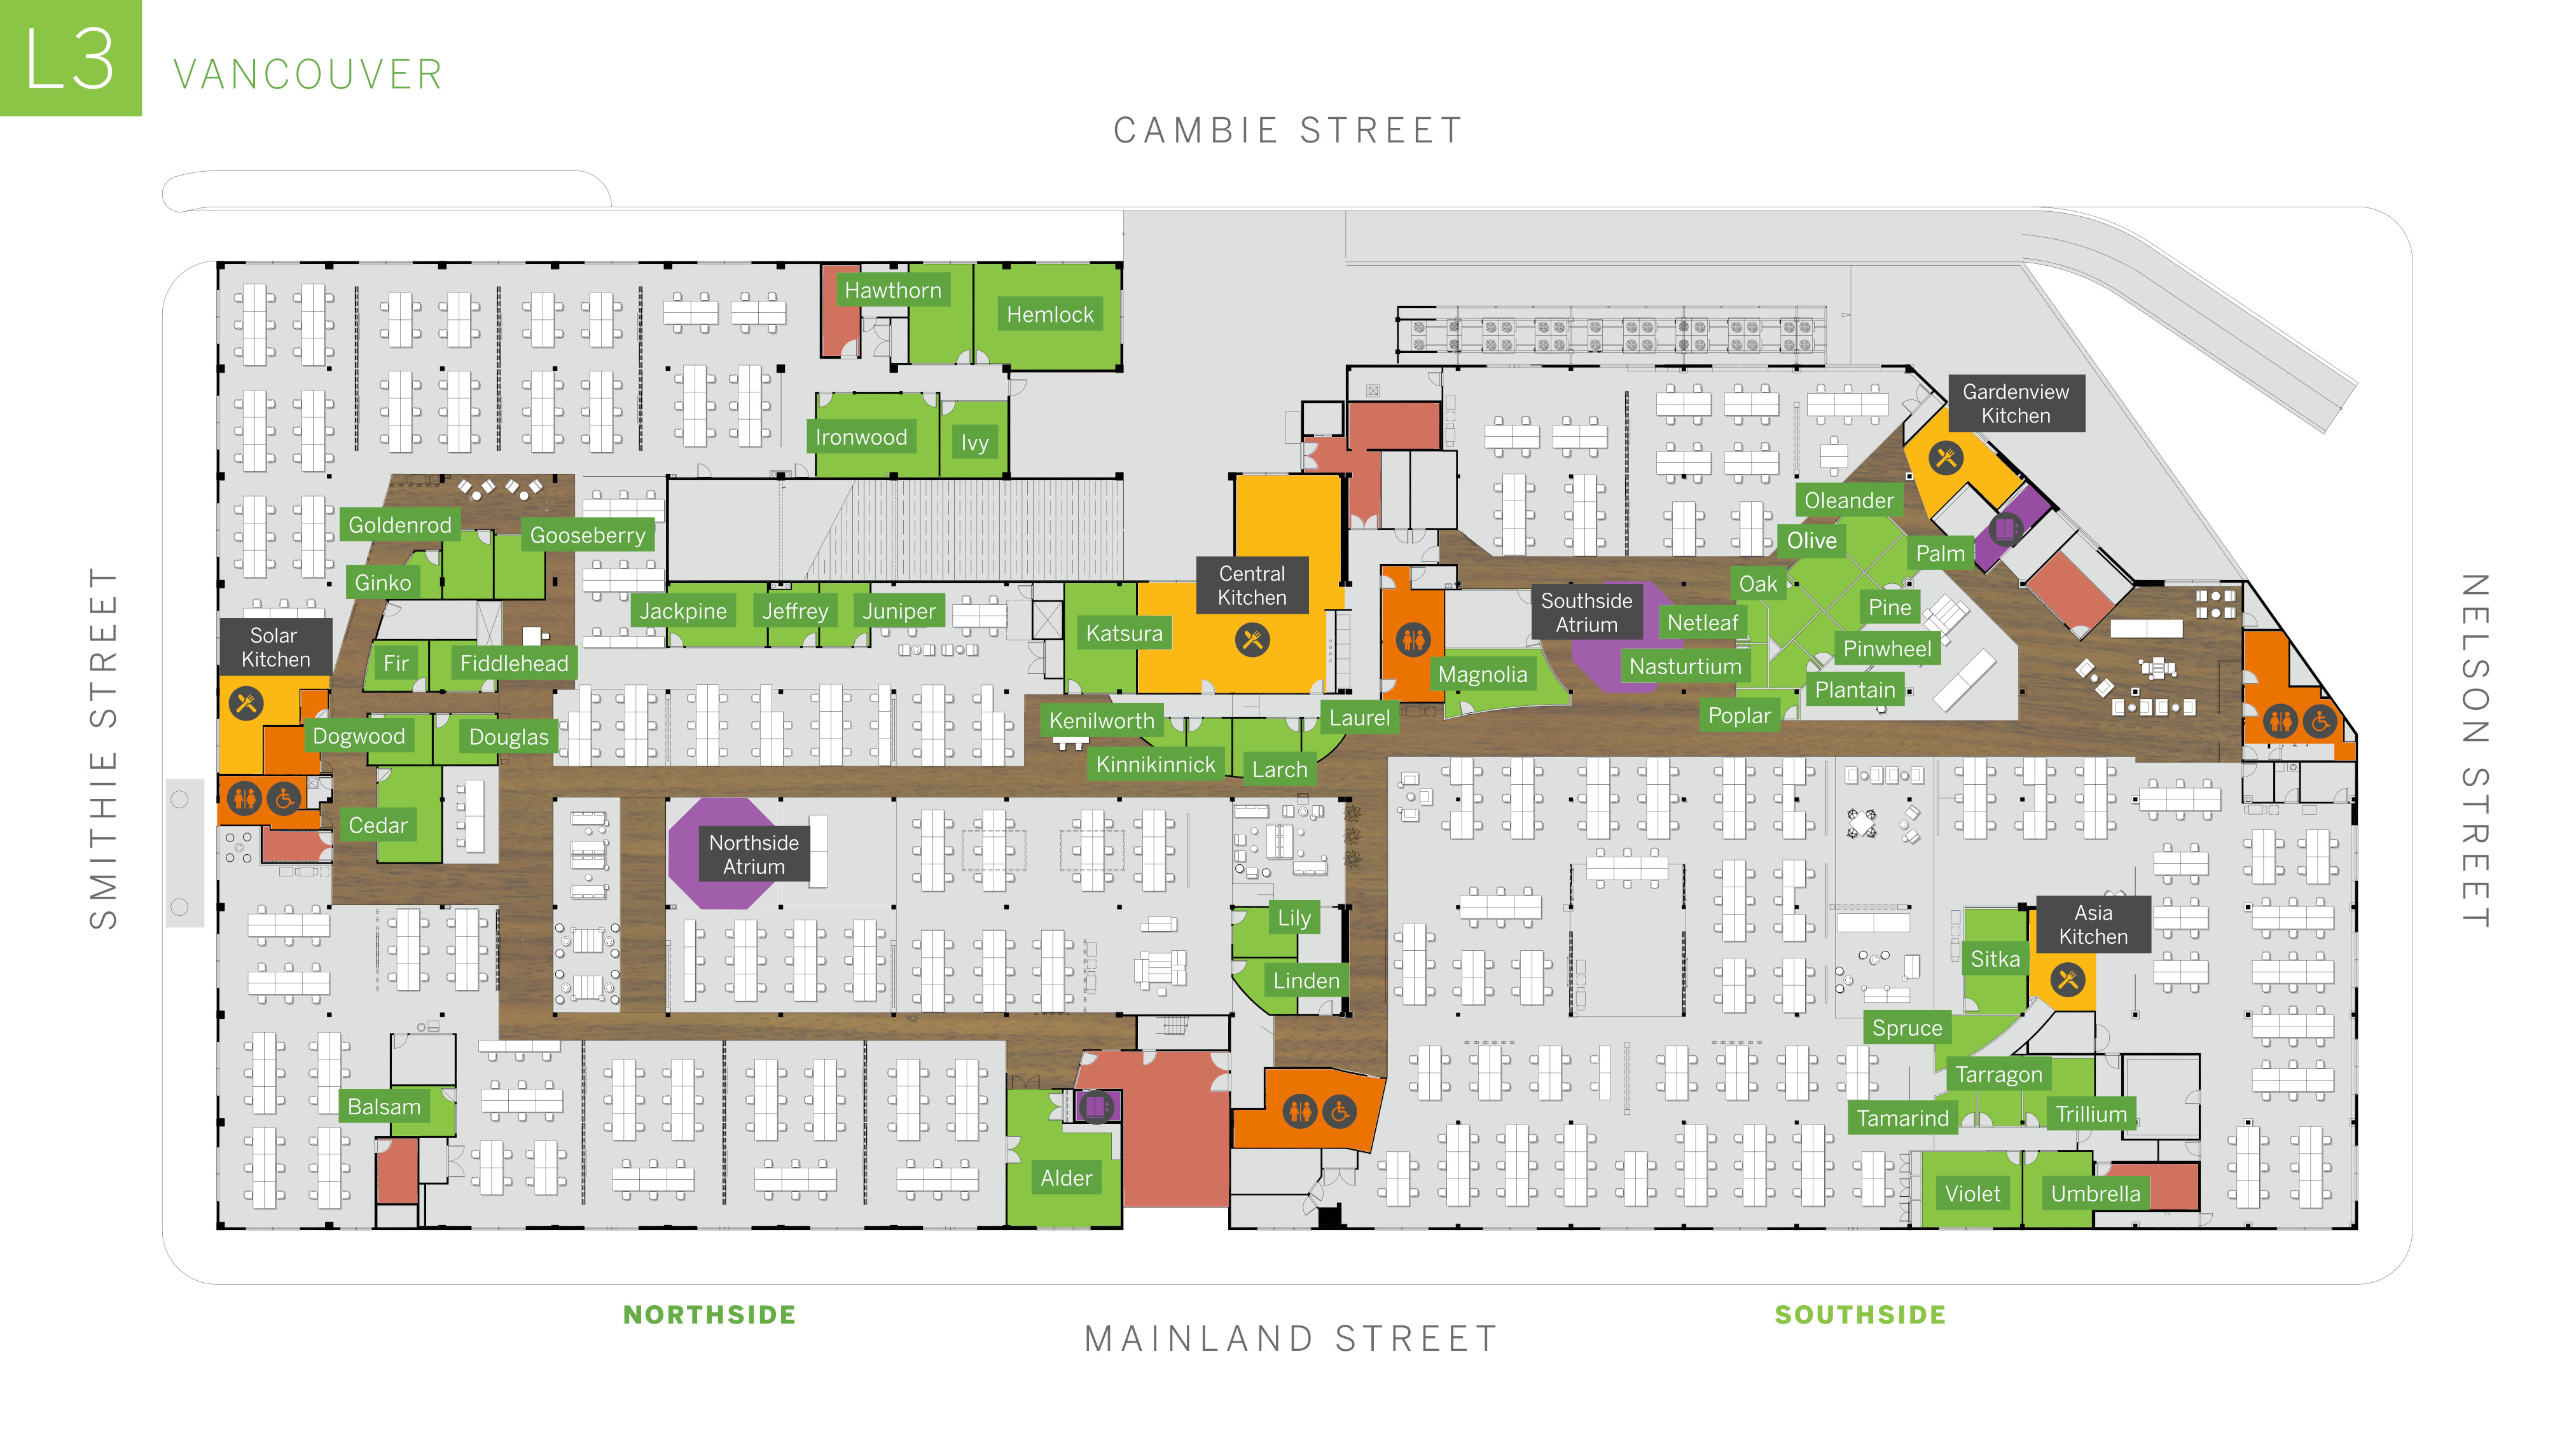 L3
VANCOUVER
CAMBIE STREET
SMITHIE STREET
NELSON STREET
Hawthorn
Hemlock
Gardenview
Kitchen
Ironwood
Ivy
Oleander
Goldenrod
Gooseberry
Olive
Palm
Ginko
Central
Kitchen
Oak
Jackpine
Jeffrey
Juniper
Southside
Atrium
Pine
Netleaf
Katsura
Solar
Kitchen
Pinwheel
Fir
Fiddlehead
Nasturtium
Magnolia
Plantain
Kenilworth
Laurel
Poplar
Dogwood
Douglas
Kinnikinnick
Larch
Cedar
Northside
Atrium
Lily
Asia
Kitchen
Sitka
Linden
Spruce
Tarragon
Balsam
Tamarind
Trillium
Alder
Violet
Umbrella
NORTHSIDE
SOUTHSIDE
MAINLAND STREET